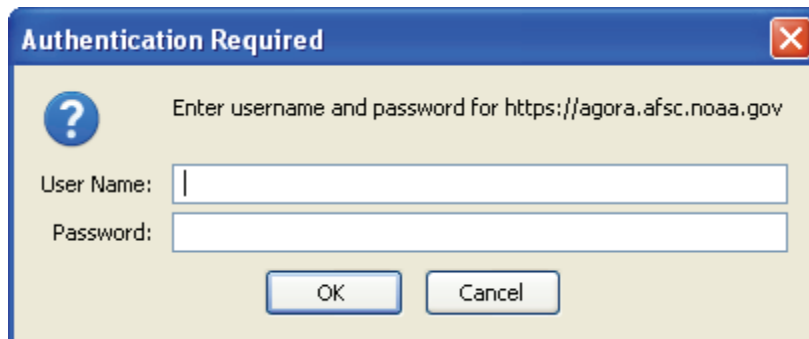 Authentication Required
Enter username and password for https://agora.afsc.noaa.gov
User Name:
Password:
OK Cancel